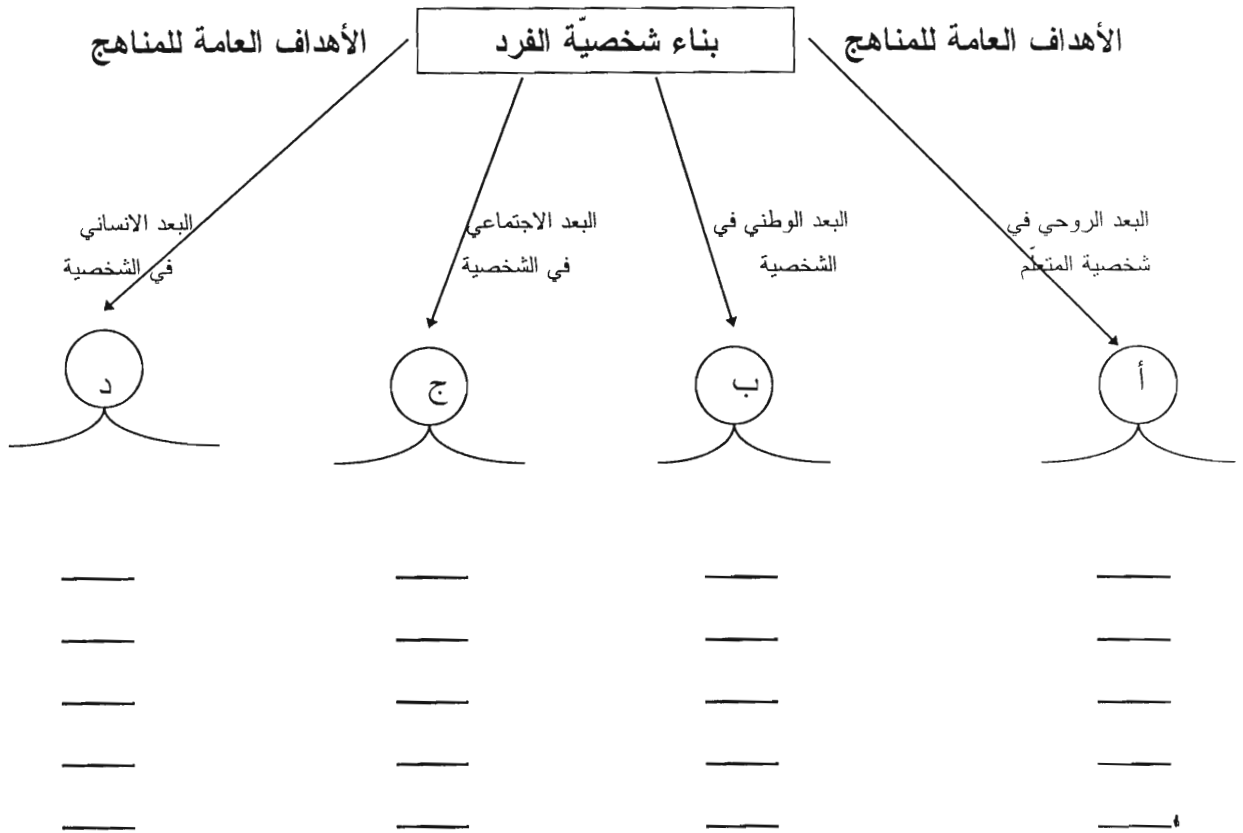 الأهداف العامة للمناهج
بناء شخصيّة الفرد
الأهداف العامة للمناهج
البعد الروحي في
شخصية المتعلّم
البعد الوطني في
الشخصية
البعد الاجتماعي
في الشخصية
البعد الانساني
في الشخصية
أ
ب
ج
د